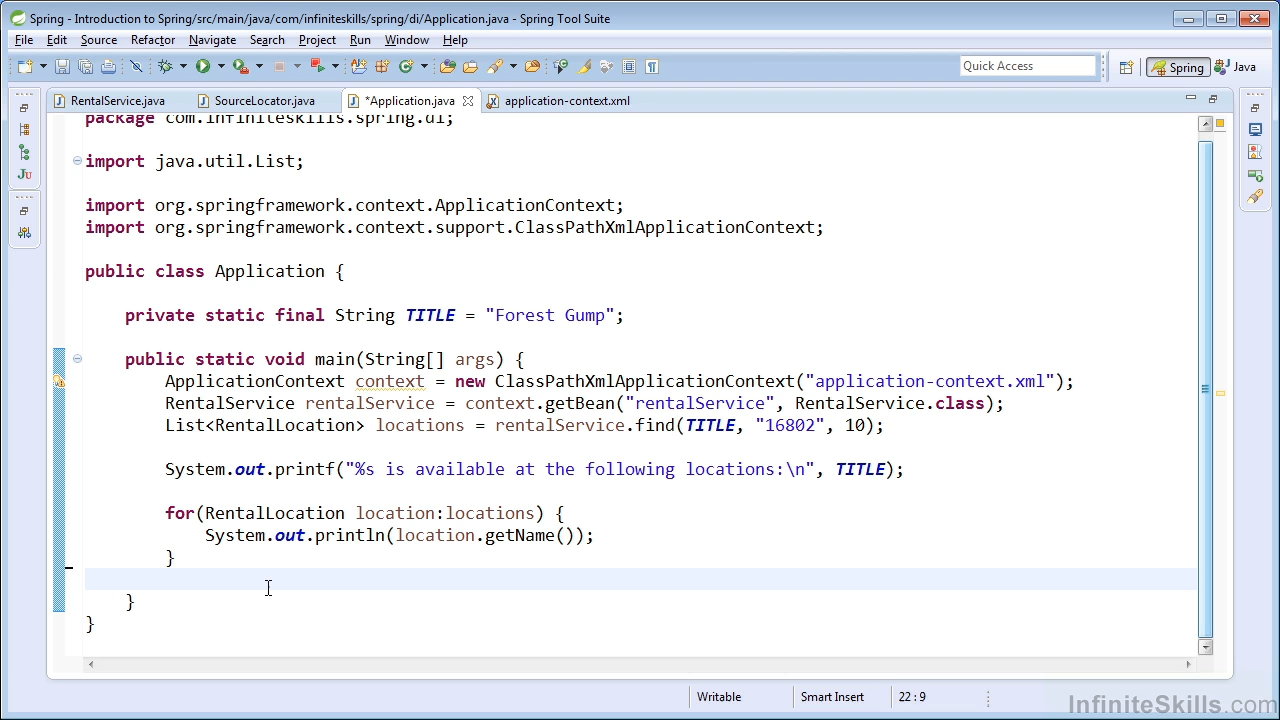 Spring - Introduction to Spring/src/main/java/com/infiniteskills/spring/di/Application.java - Spring Tool Suite
File Edit Source Refactor Navigate Search Project Run Window Help
Quick Access Spring Java
RentalService.java SourceLocator.java *Application.java application-context.xml
package com.infiniteskills.spring.di;
import java.util.List;
import org.springframework.context.ApplicationContext;
import org.springframework.context.support.ClassPathXmlApplicationContext;
public class Application {
private static final String TITLE = "Forest Gump";
public static void main(String[] args) {
ApplicationContext context = new ClassPathXmlApplicationContext("application-context.xml");
RentalService rentalService = context.getBean("rentalService", RentalService.class);
List<RentalLocation> locations = rentalService.find(TITLE, "16802", 10);
System.out.printf("%s is available at the following locations:\n", TITLE);
for(RentalLocation location:locations) {
System.out.println(location.getName());
}
}
}
Writable Smart Insert 22 : 9
InfiniteSkills.com